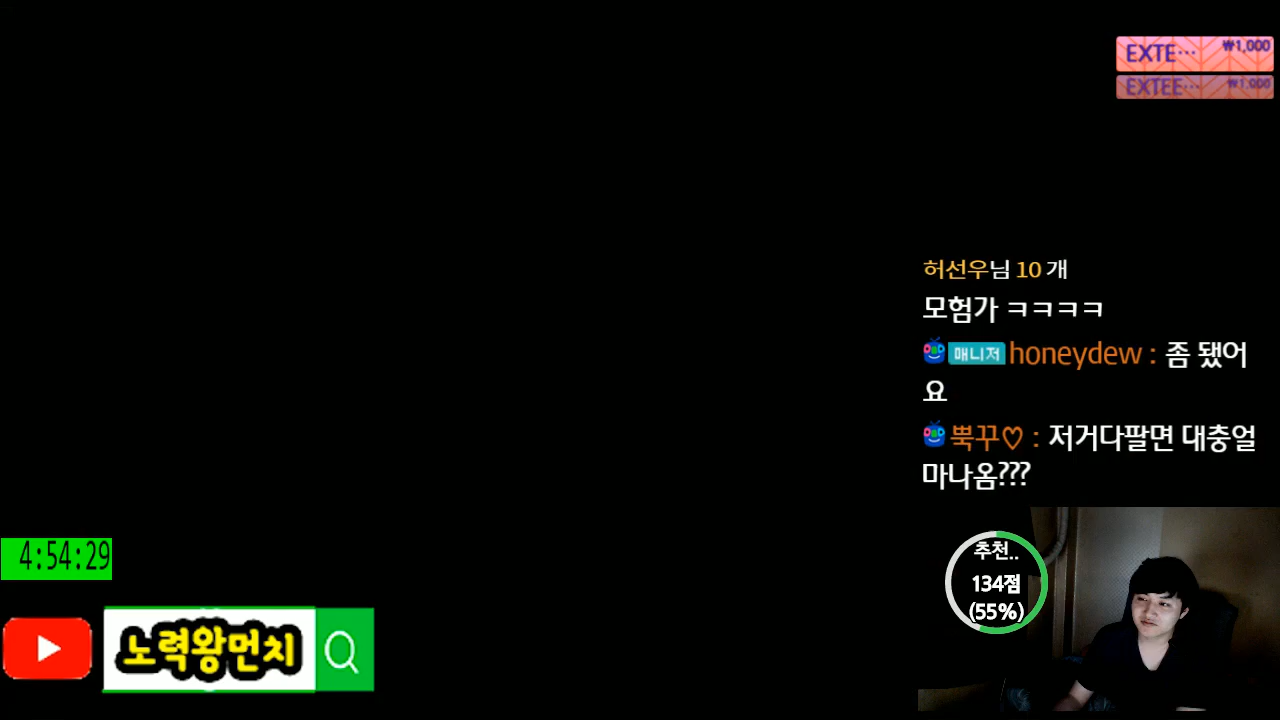 EXTE… ₩1,000
EXTEE… ₩1,000
허선우님 10 개
모험가 ㅋㅋㅋㅋ
매니저 honeydew : 좀 됐어
요
뿍꾸♡ : 저거다팔면 대충얼
마나옴???
4:54:29
추천..
134점
(55%)
노력왕먼치